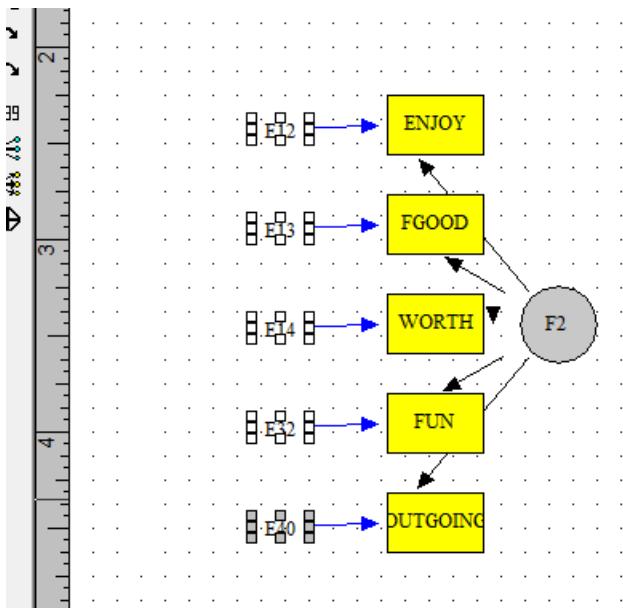 2
E12 ENJOY
E13 FGOOD
3
E14 WORTH F2
E32 FUN
4
E40 OUTGOING